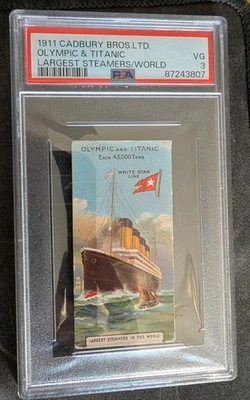 1911 CADBURY BROS.LTD.
OLYMPIC & TITANIC
LARGEST STEAMERS/WORLD
VG
3
PSA
87243807
OLYMPIC AND TITANIC
EACH 45,000 TONS
WHITE STAR
LINE
LARGEST STEAMERS IN THE WORLD